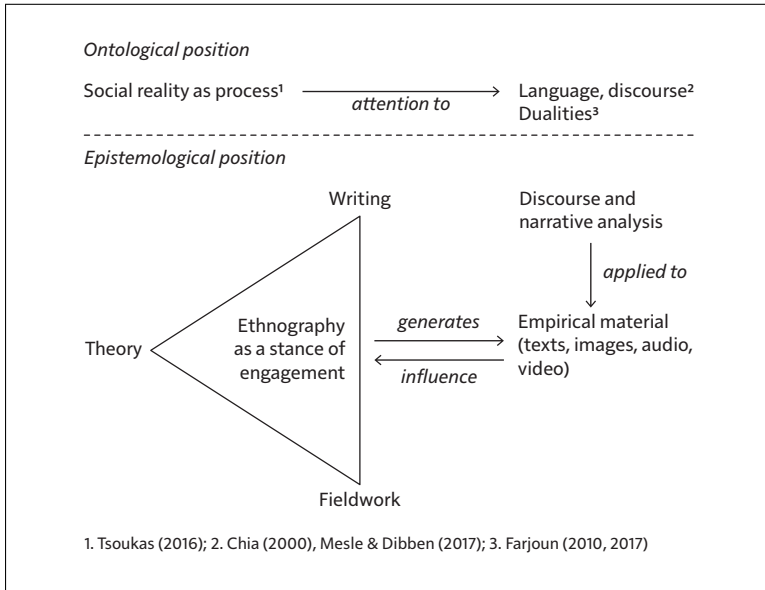 Ontological position
Social reality as process¹
attention to
Language, discourse²
Dualities³
Epistemological position
Writing
Discourse and
narrative analysis
applied to
Theory
Ethnography
as a stance of
engagement
generates
influence
Empirical material
(texts, images, audio,
video)
Fieldwork
1. Tsoukas (2016); 2. Chia (2000), Mesle & Dibben (2017); 3. Farjoun (2010, 2017)